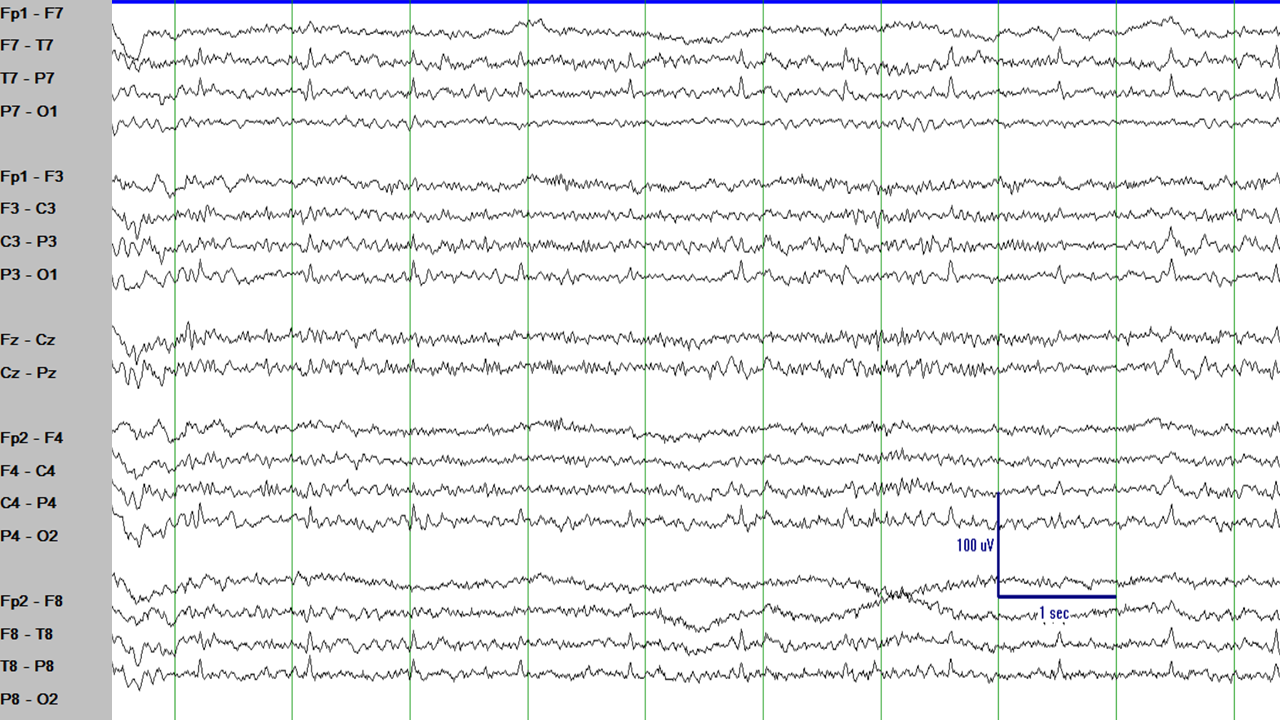 Fp1 - F7
F7 - T7
T7 - P7
P7 - O1
Fp1 - F3
F3 - C3
C3 - P3
P3 - O1
Fz - Cz
Cz - Pz
Fp2 - F4
F4 - C4
C4 - P4
P4 - O2
100 uV
Fp2 - F8
1 sec
F8 - T8
T8 - P8
P8 - O2